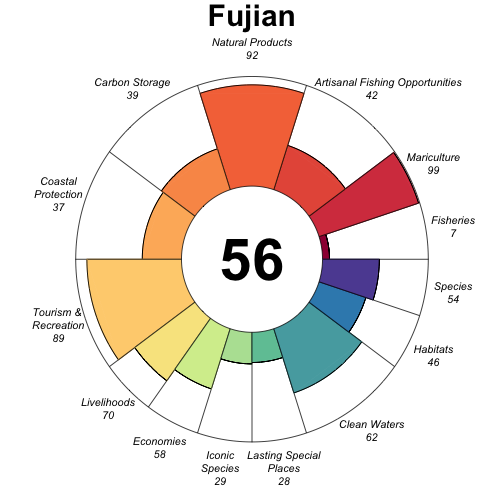 Fujian
Natural Products
92
Carbon Storage
39
Artisanal Fishing Opportunities
42
Mariculture
99
Coastal
Protection
37
Fisheries
7
56
Species
54
Tourism &
Recreation
89
Habitats
46
Livelihoods
70
Clean Waters
62
Economies
58
Iconic
Species
29
Lasting Special
Places
28